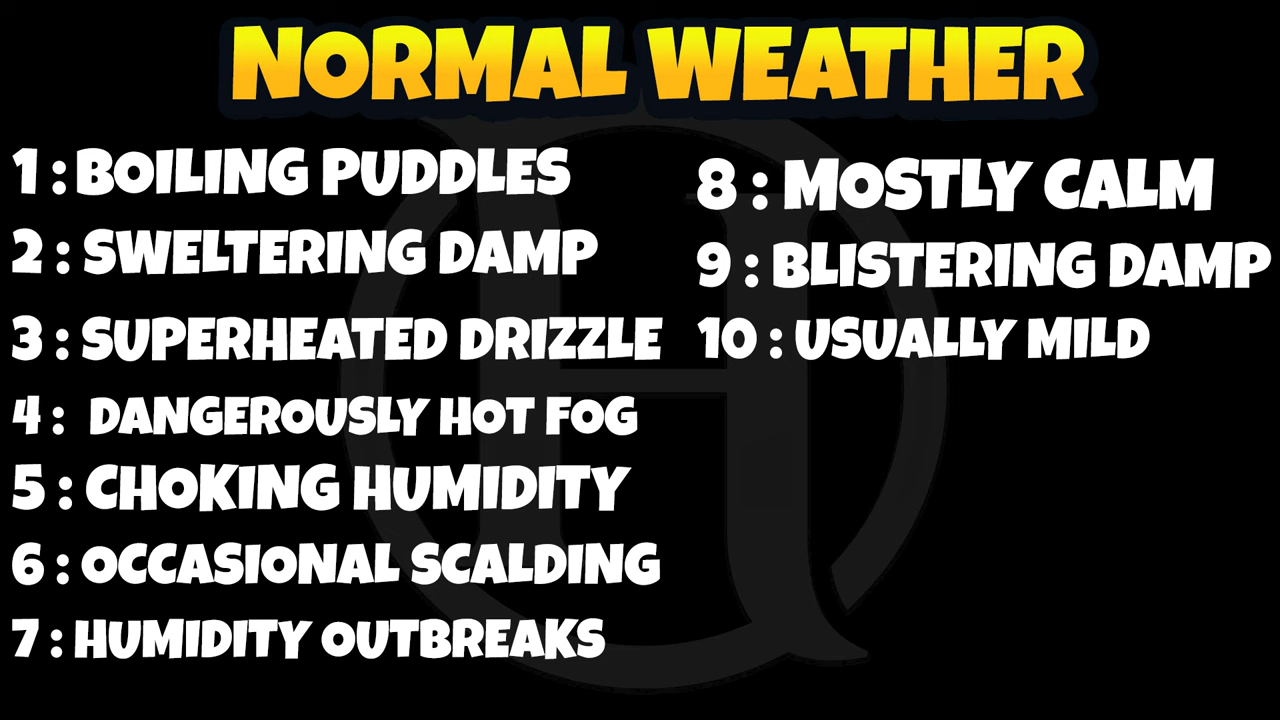 NORMAL WEATHER
1 : BOILING PUDDLES
2 : SWELTERING DAMP
3 : SUPERHEATED DRIZZLE
4 : DANGEROUSLY HOT FOG
5 : CHOKING HUMIDITY
6 : OCCASIONAL SCALDING
7 : HUMIDITY OUTBREAKS
8 : MOSTLY CALM
9 : BLISTERING DAMP
10 : USUALLY MILD